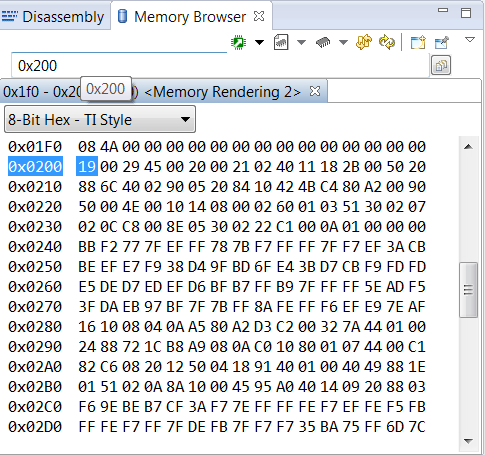 Disassembly Memory Browser
0x200
0x1f0 - 0x20 0x200 ) <Memory Rendering 2>
8-Bit Hex - TI Style
0x01F0 08 4A 00 00 00 00 00 00 00 00 00 00 00 00 00 00
0x0200 19 00 29 45 00 20 00 21 02 40 11 18 2B 00 50 20
0x0210 88 6C 40 02 90 05 20 84 10 42 4B C4 80 A2 00 90
0x0220 50 00 4E 00 10 14 08 00 02 60 01 03 51 30 02 07
0x0230 02 0C C8 00 8E 05 30 02 22 C1 00 0A 01 00 00 00
0x0240 BB F2 77 7F EF FF 78 7B F7 FF FF 7F F7 EF 3A CB
0x0250 BE EF E7 F9 38 D4 9F BD 6F E4 3B D7 CB F9 FD FD
0x0260 E5 DE D7 ED EF D6 BF B7 FF B9 7F FF FF 5E AD F5
0x0270 3F DA EB 97 BF 7F 7B FF 8A FE FF F6 EF E9 7E AF
0x0280 16 10 08 04 0A A5 80 A2 D3 C2 00 32 7A 44 01 00
0x0290 24 88 72 1C B8 A9 08 0A C0 10 80 01 07 44 00 C1
0x02A0 82 C6 08 20 12 50 04 18 91 40 01 00 40 49 88 1E
0x02B0 01 51 02 0A 8A 10 00 45 95 A0 40 14 09 20 88 03
0x02C0 F6 9E BE B7 CF 3A F7 7E FF FF FE F7 EF FE F5 FB
0x02D0 FF FE F7 FF 7F DE FB 7F F7 F7 35 BA 75 FF 6D 7C